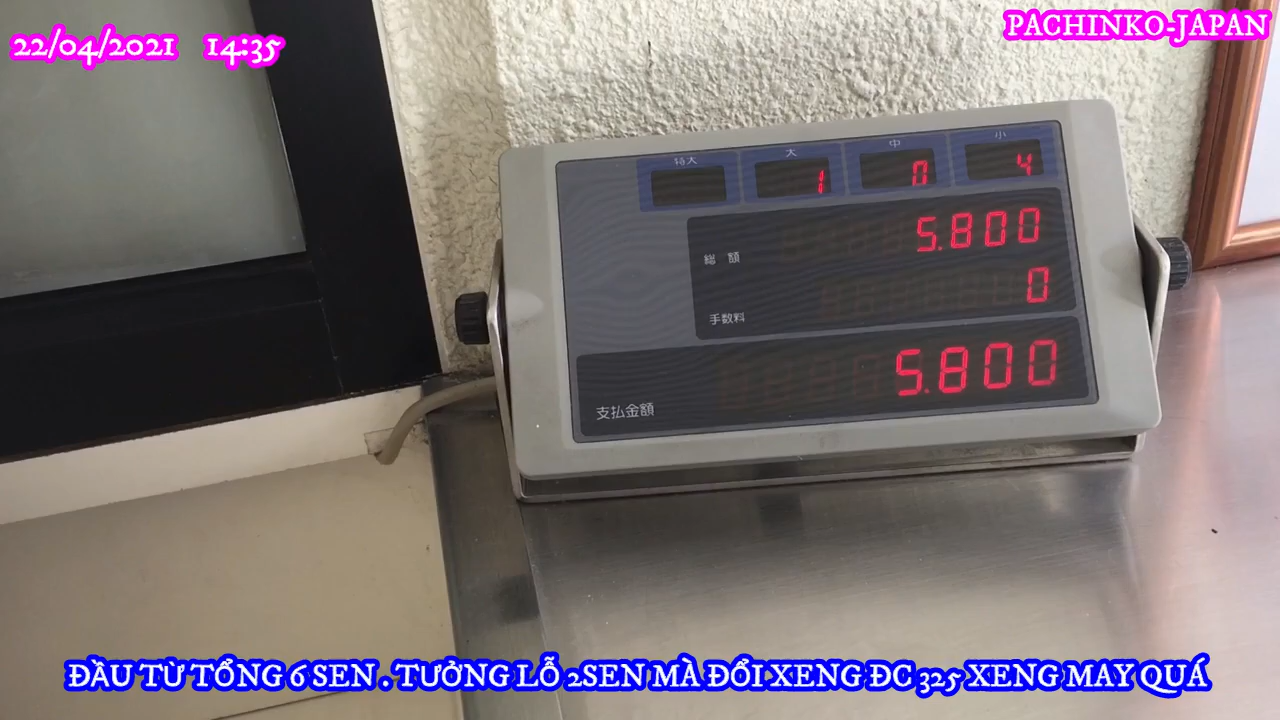 22/04/2021 14:35
PACHINKO-JAPAN
特大 大 中 小
1 0 4
総額 5.800
手数料 0
支払金額 5.800
ĐẦU TỪ TỔNG 6 SEN . TƯỞNG LỖ 2SEN MÀ ĐỔI XENG ĐC 325 XENG MAY QUÁ